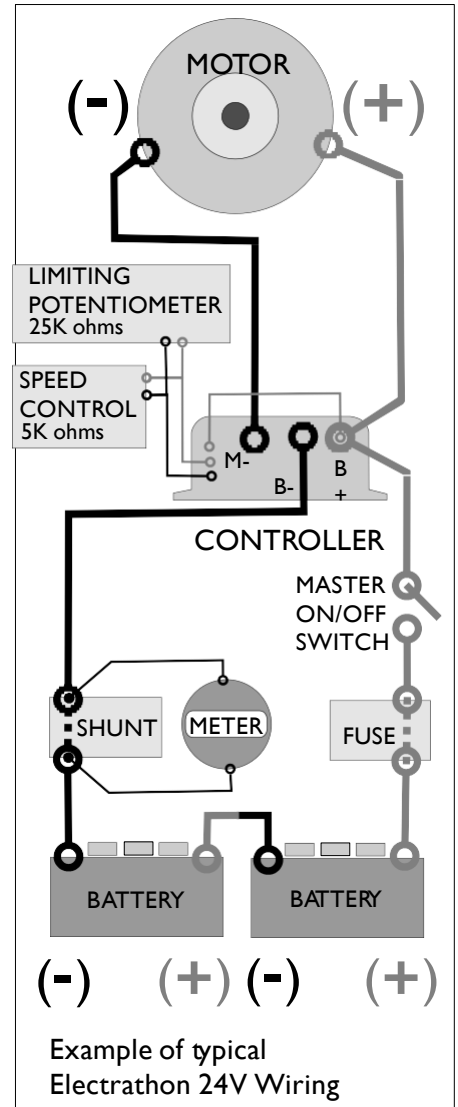 MOTOR
(-)
(+)
LIMITING
POTENTIOMETER
25K ohms
SPEED
CONTROL
5K ohms
M-
B-
B
+
CONTROLLER
MASTER
ON/OFF
SWITCH
SHUNT
METER
FUSE
BATTERY
BATTERY
(-)
(+)
(-)
(+)
Example of typical
Electrathon 24V Wiring